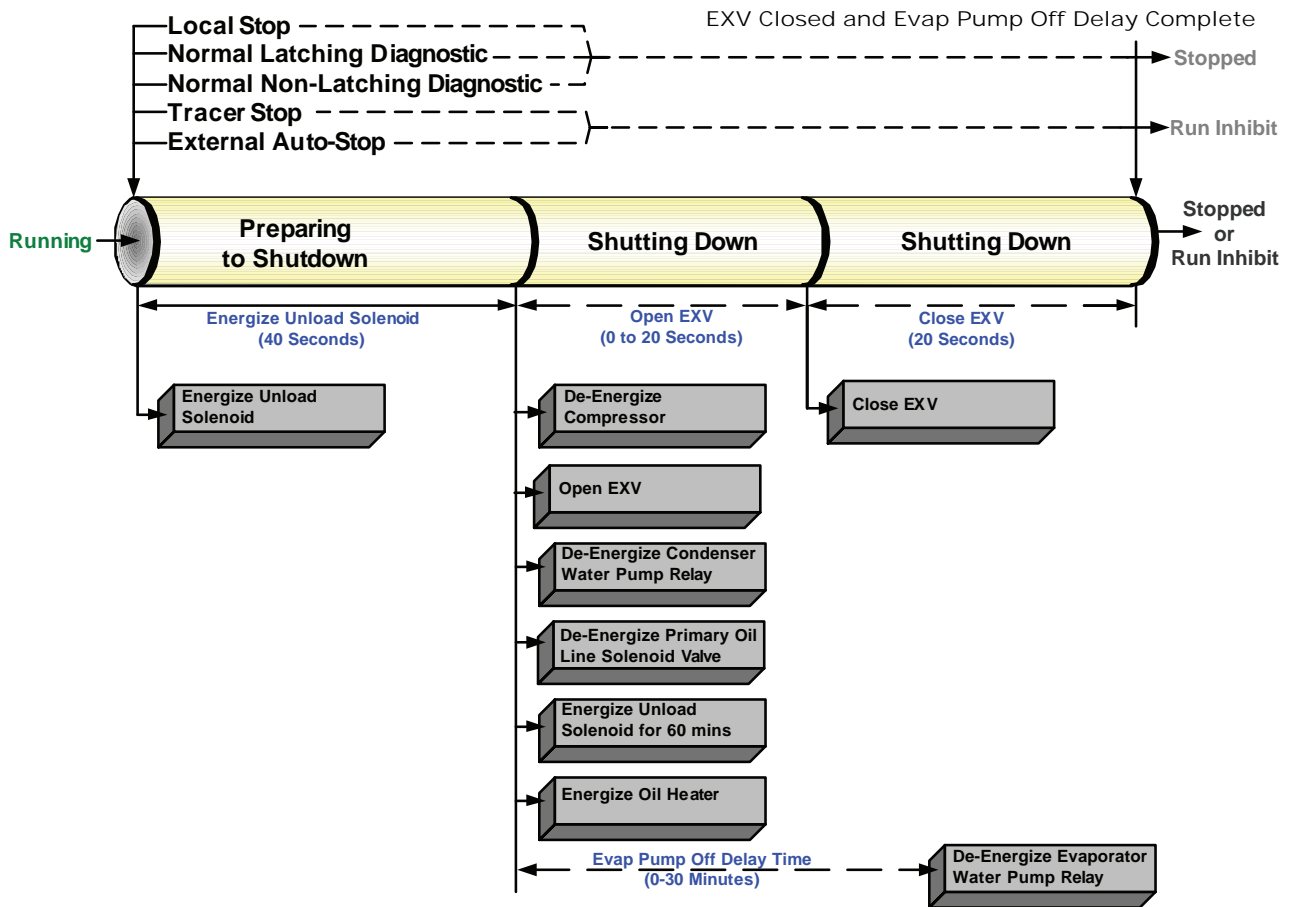 EXV Closed and Evap Pump Off Delay Complete
Local Stop
Normal Latching Diagnostic
Normal Non-Latching Diagnostic
Tracer Stop
External Auto-Stop
Stopped
Run Inhibit
Running
Preparing
to Shutdown
Shutting Down
Shutting Down
Stopped
or
Run Inhibit
Energize Unload Solenoid
(40 Seconds)
Open EXV
(0 to 20 Seconds)
Close EXV
(20 Seconds)
Energize Unload
Solenoid
De-Energize
Compressor
Close EXV
Open EXV
De-Energize Condenser
Water Pump Relay
De-Energize Primary Oil
Line Solenoid Valve
Energize Unload
Solenoid for 60 mins
Energize Oil Heater
Evap Pump Off Delay Time
(0-30 Minutes)
De-Energize Evaporator
Water Pump Relay